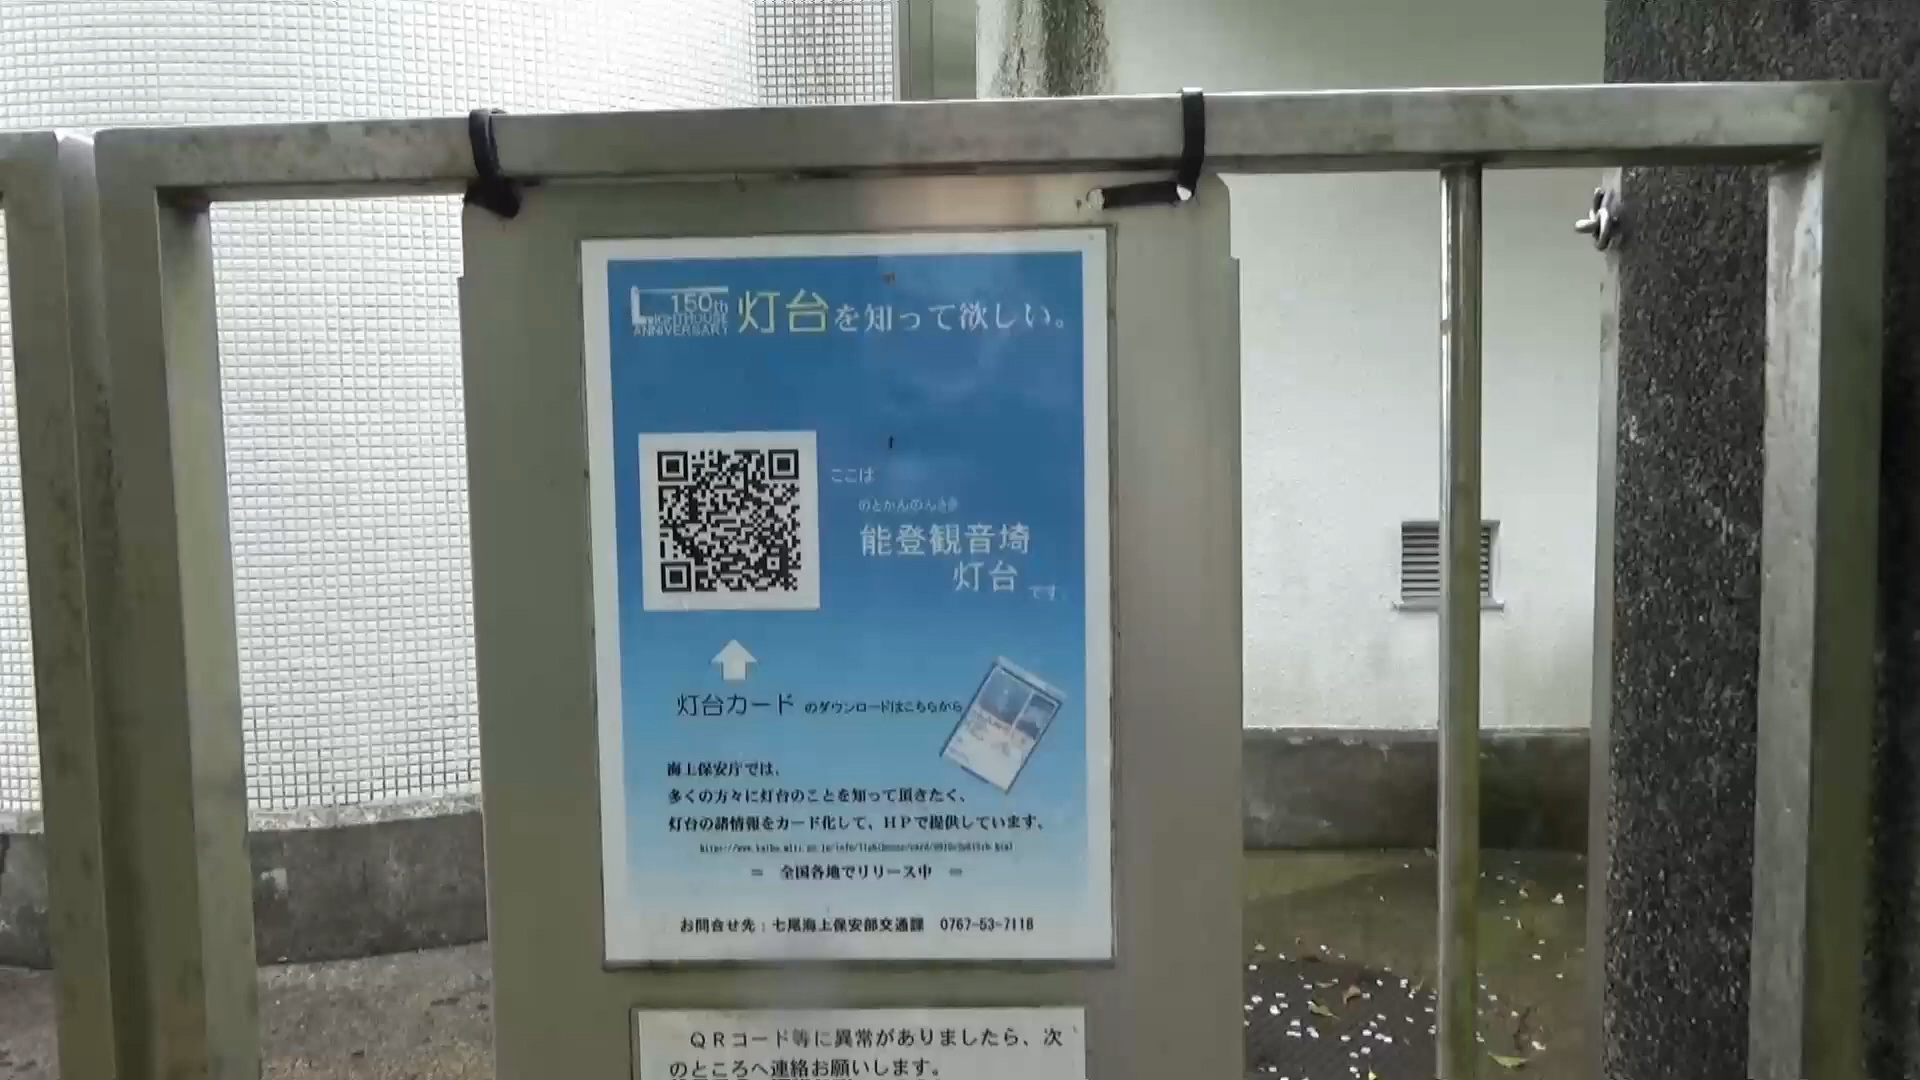 150th
LIGHTHOUSE
ANNIVERSARY
灯台を知って欲しい。
ここは
のとかんのんざき
能登観音埼
灯台です。
灯台カード のダウンロードはこちらから
海上保安庁では、
多くの方々に灯台のことを知って頂きたく、
灯台の諸情報をカード化して、HPで提供しています、
= 全国各地でリリース中 =
お問合せ先:七尾海上保安部交通課 0767-53-7118
QRコード等に異常がありましたら、次
のところへ連絡お願いします。